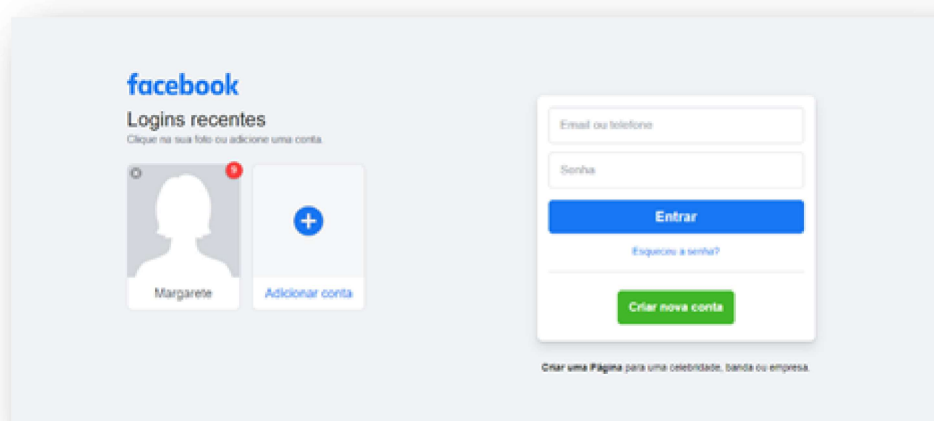 facebook
Logins recentes
Clique na sua foto ou adicione uma conta.
9
Margarete
Adicionar conta
Email ou telefone
Senha
Entrar
Esqueceu a senha?
Criar nova conta
Criar uma Página para uma celebridade, banda ou empresa.